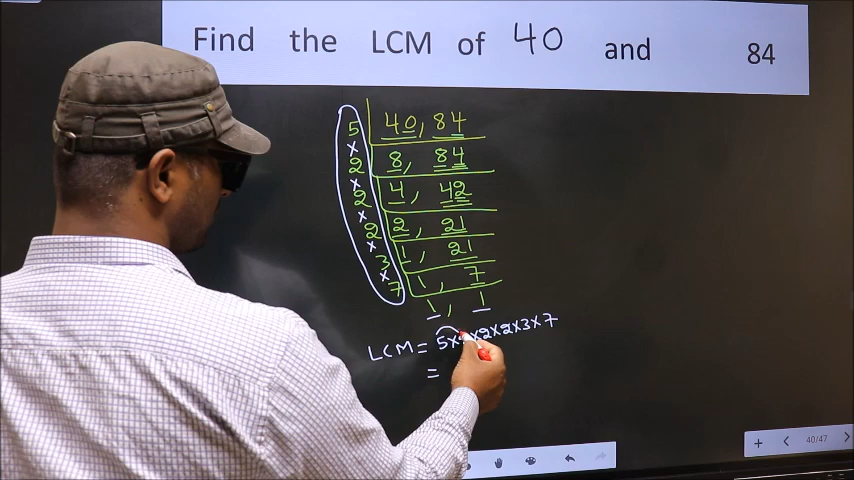 Find the LCM of 40 and 84
5 40, 84
×
2 8, 84
×
2 4, 42
×
2 2, 21
×
3 1, 21
×
7 1, 7
1, 1
LCM = 5×2×2×2×3×7
=
40/47